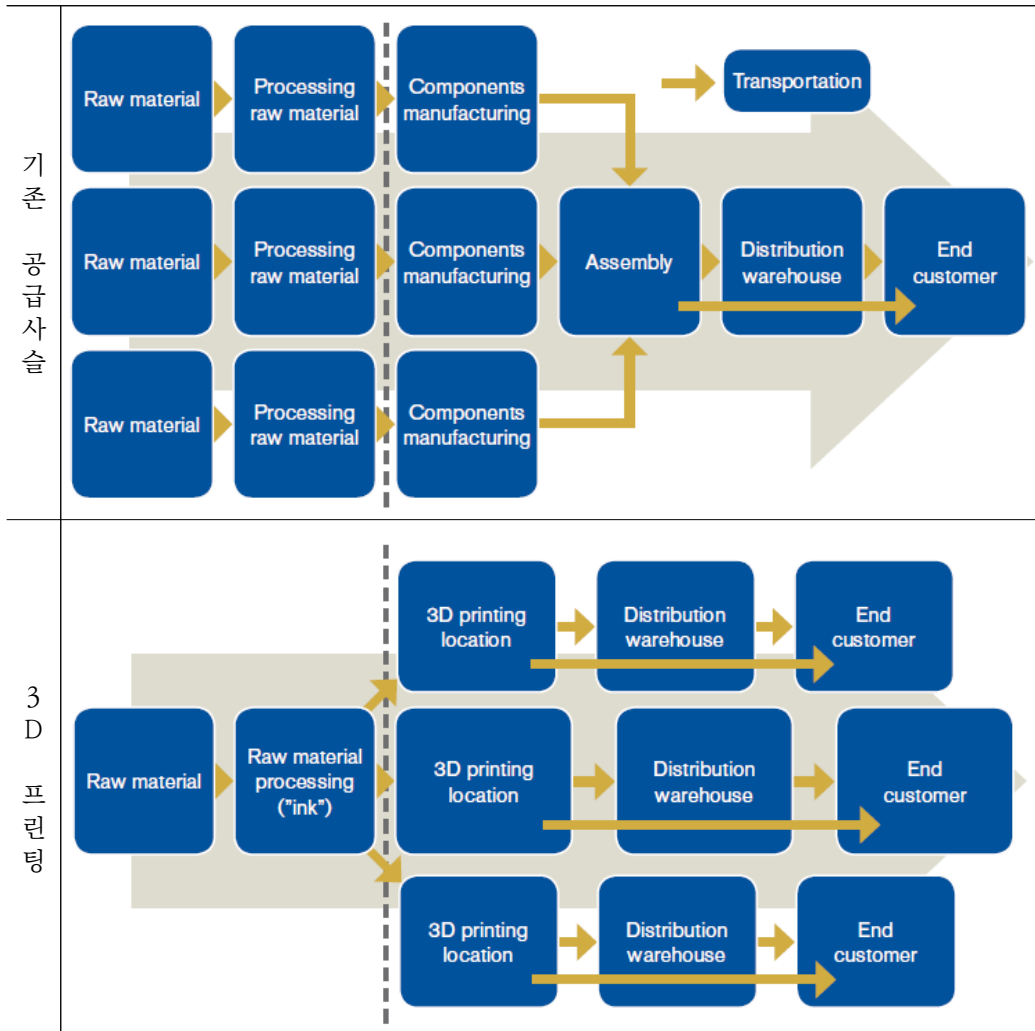 기존 공급사슬
Raw material
Processing
raw material
Components
manufacturing
Transportation
Raw material
Processing
raw material
Components
manufacturing
Assembly
Distribution
warehouse
End
customer
Raw material
Processing
raw material
Components
manufacturing
3D 프린팅
3D printing
location
Distribution
warehouse
End
customer
Raw material
Raw material
processing
("ink")
3D printing
location
Distribution
warehouse
End
customer
3D printing
location
Distribution
warehouse
End
customer